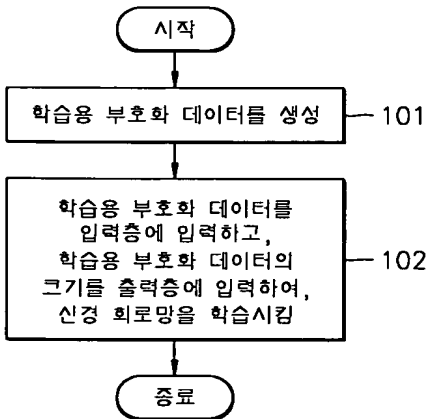 시작
학습용 부호화 데이터를 생성
101
학습용 부호화 데이터를
입력층에 입력하고,
학습용 부호화 데이터의
크기를 출력층에 입력하여,
신경 회로망을 학습시킴
102
종료